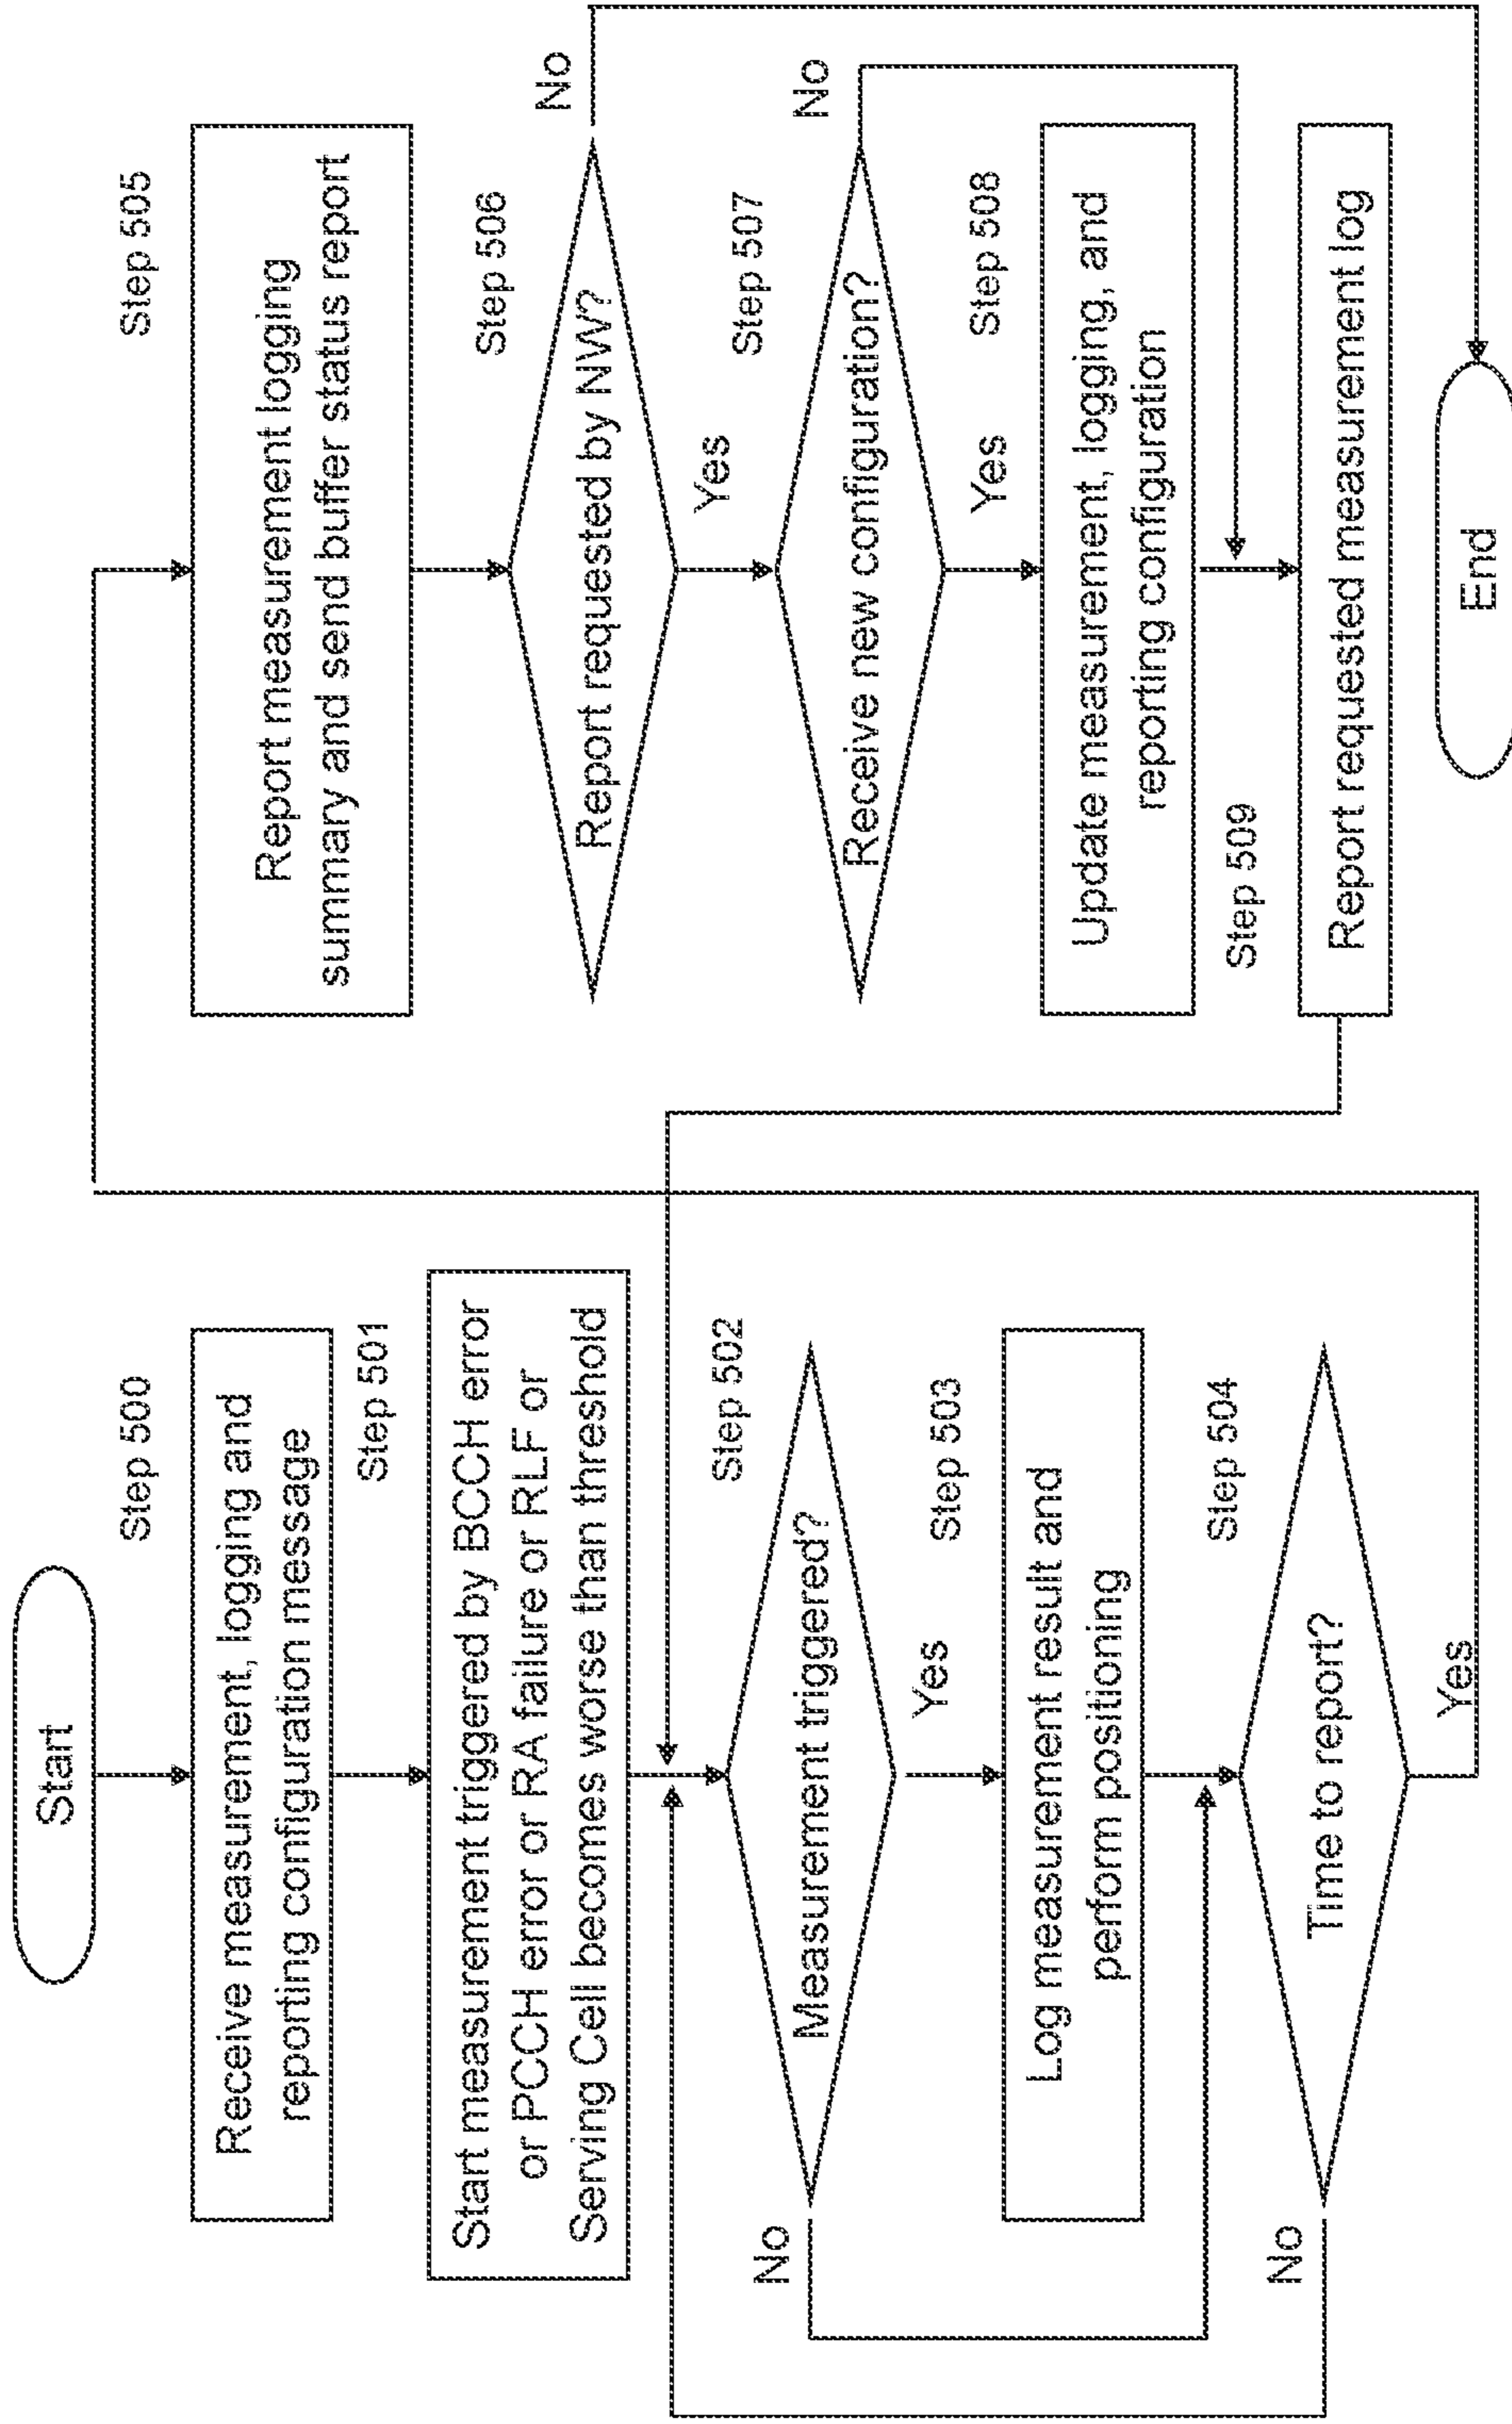 Start
Step 500
Receive measurement, logging and
reporting configuration message
Step 501
Start measurement triggered by BCCH error
or PCCH error or RA failure or RLF or
Serving Cell becomes worse than threshold
Step 502
Measurement triggered?
No
Yes
Step 503
Log measurement result and
perform positioning
Step 504
Time to report?
No
Yes
Step 505
Report measurement logging
summary and send buffer status report
Step 506
Report requested by NW?
No
Yes
Step 507
Receive new configuration?
No
Yes
Step 508
Update measurement, logging, and
reporting configuration
Step 509
Report requested measurement log
End